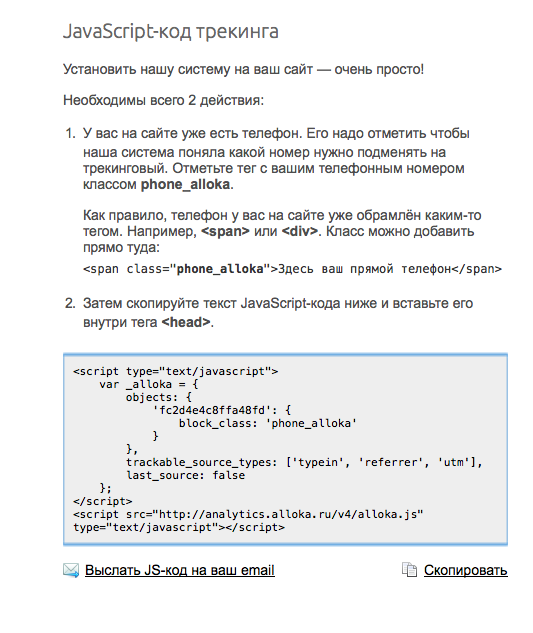 JavaScript-код трекинга
Установить нашу систему на ваш сайт — очень просто!
Необходимы всего 2 действия:
1. У вас на сайте уже есть телефон. Его надо отметить чтобы
наша система поняла какой номер нужно подменять на
трекинговый. Отметьте тег с вашим телефонным номером
классом phone_alloka.
Как правило, телефон у вас на сайте уже обрамлён каким-то
тегом. Например, <span> или <div>. Класс можно добавить
прямо туда:
<span class="phone_alloka">Здесь ваш прямой телефон</span>
2. Затем скопируйте текст JavaScript-кода ниже и вставьте его
внутри тега <head>.
<script type="text/javascript">
    var _alloka = {
        objects: {
            'fc2d4e4c8ffa48fd': {
                block_class: 'phone_alloka'
            }
        },
        trackable_source_types: ['typein', 'referrer', 'utm'],
        last_source: false
    };
</script>
<script src="http://analytics.alloka.ru/v4/alloka.js"
type="text/javascript"></script>
Выслать JS-код на ваш email
Скопировать